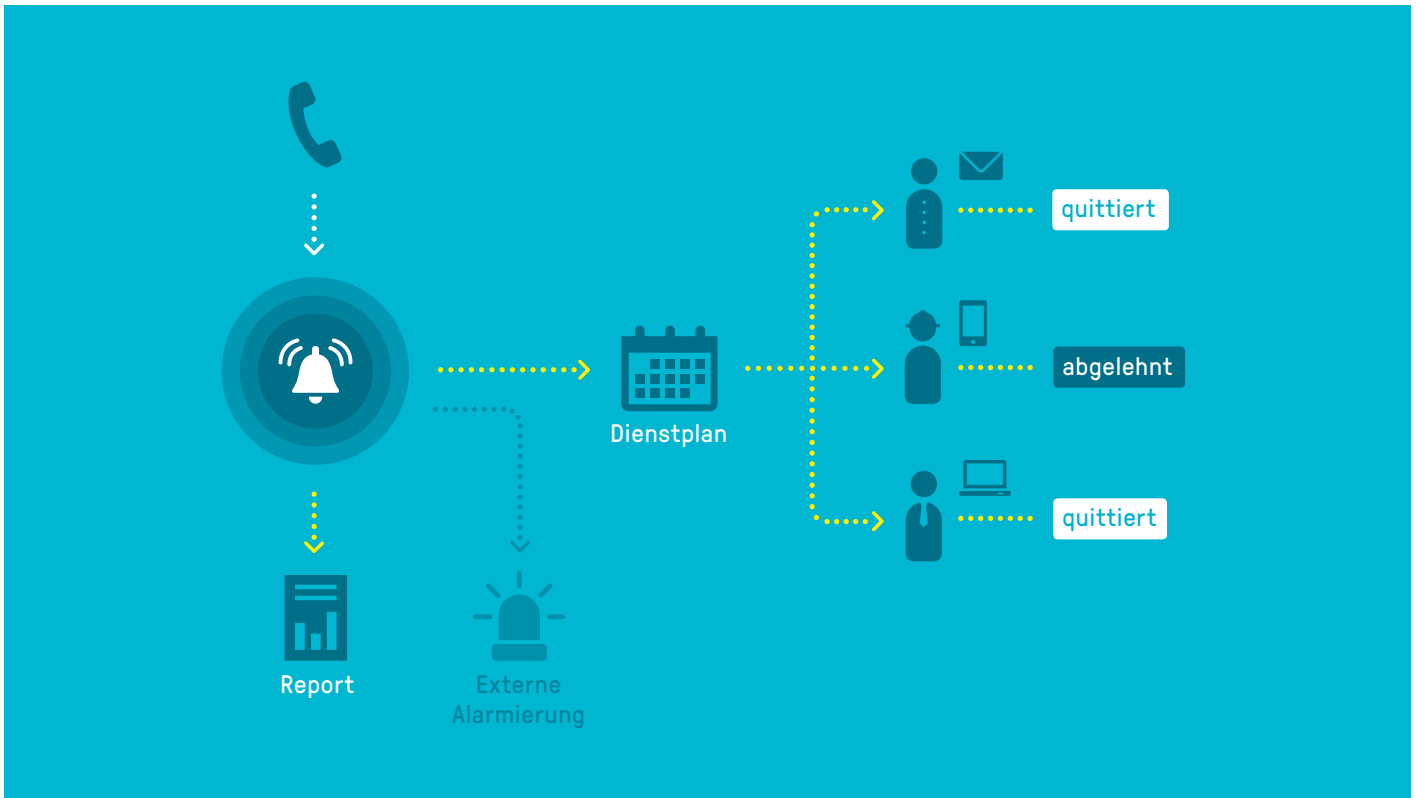 quittiert
abgelehnt
Dienstplan
quittiert
Report
Externe
Alarmierung